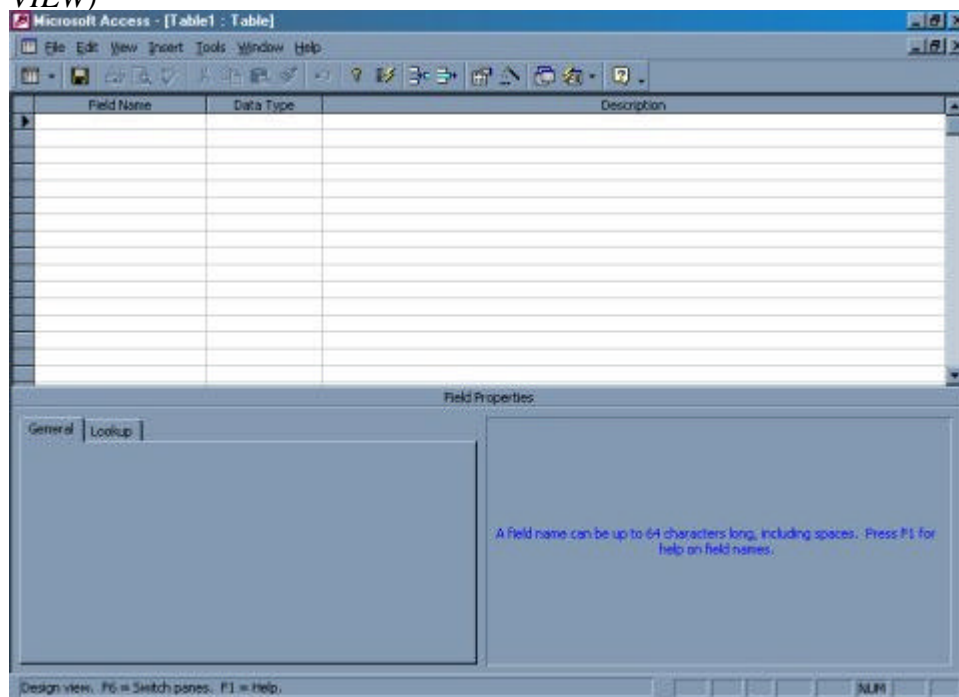 VIEW)
Microsoft Access - [Table1 : Table]
File Edit View Insert Tools Window Help
Field Name Data Type Description
Field Properties
General Lookup
A field name can be up to 64 characters long, including spaces. Press F1 for
help on field names.
Design view. F6 = Switch panes. F1 = Help.
NUM